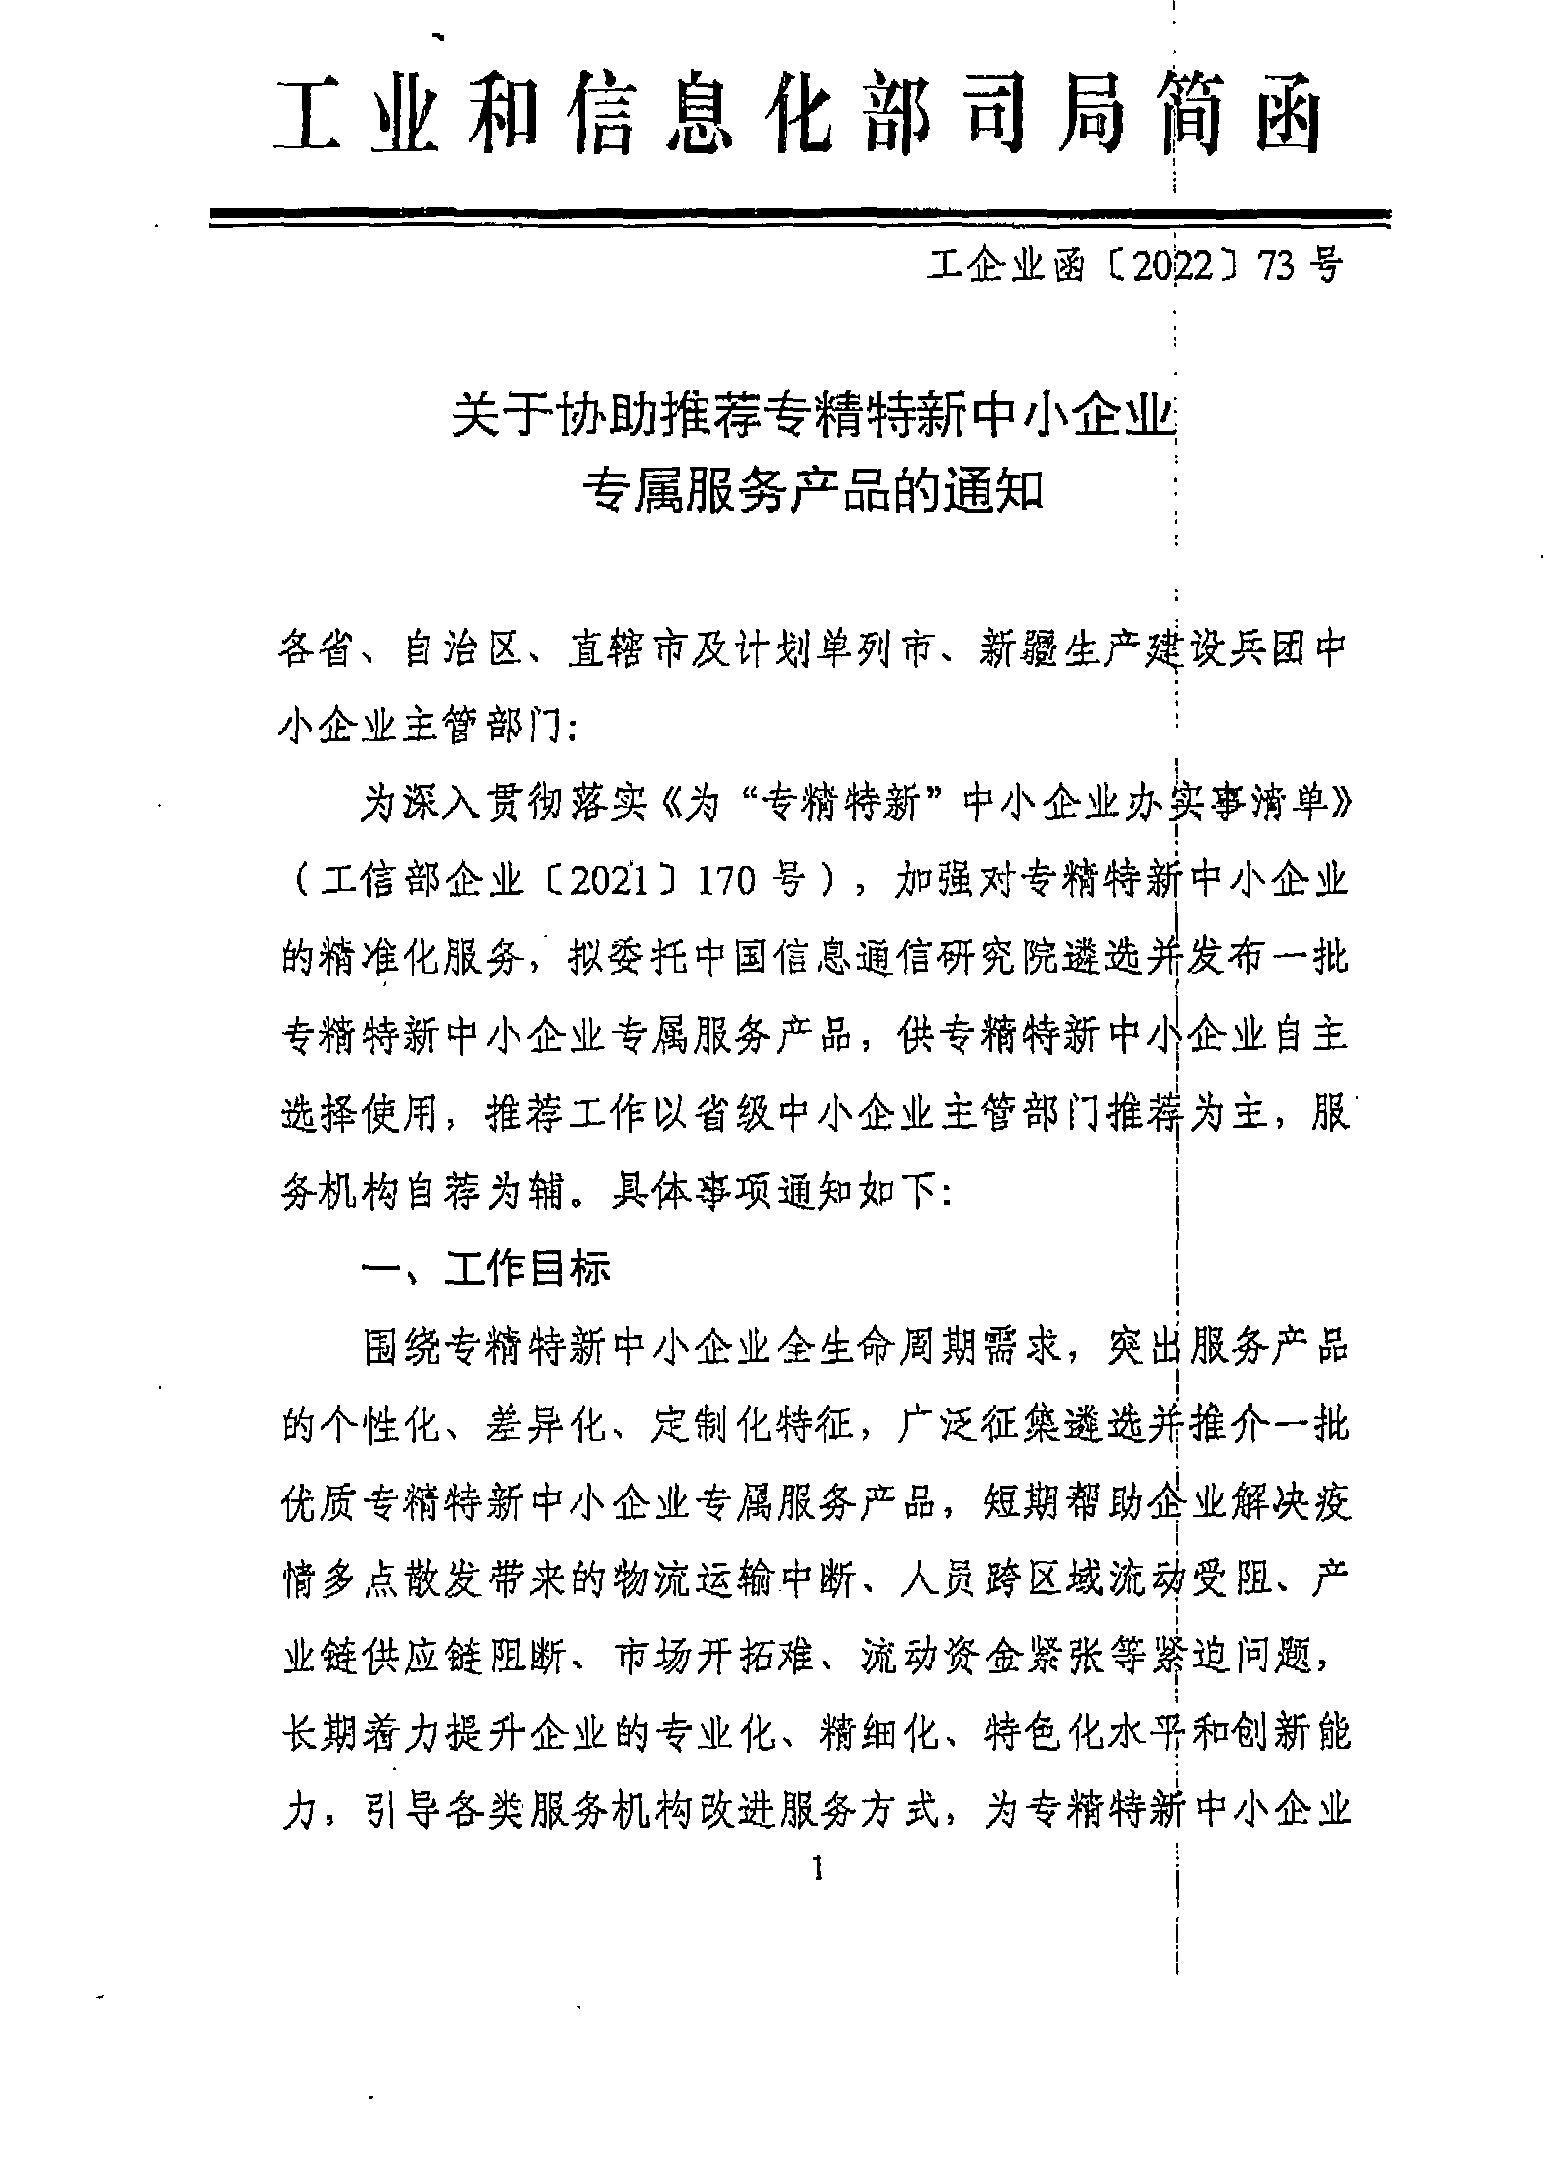 工业和信息化部司局简函
工企业函〔2022〕73号
关于协助推荐专精特新中小企业
专属服务产品的通知
各省、自治区、直辖市及计划单列市、新疆生产建设兵团中
小企业主管部门：
为深入贯彻落实《为“专精特新”中小企业办实事清单》
（工信部企业〔2021〕170号），加强对专精特新中小企业
的精准化服务，拟委托中国信息通信研究院遴选并发布一批
专精特新中小企业专属服务产品，供专精特新中小企业自主
选择使用，推荐工作以省级中小企业主管部门推荐为主，服
务机构自荐为辅。具体事项通知如下：
一、工作目标
围绕专精特新中小企业全生命周期需求，突出服务产品
的个性化、差异化、定制化特征，广泛征集遴选并推介一批
优质专精特新中小企业专属服务产品，短期帮助企业解决疫
情多点散发带来的物流运输中断、人员跨区域流动受阻、产
业链供应链阻断、市场开拓难、流动资金紧张等紧迫问题，
长期着力提升企业的专业化、精细化、特色化水平和创新能
力，引导各类服务机构改进服务方式，为专精特新中小企业
1